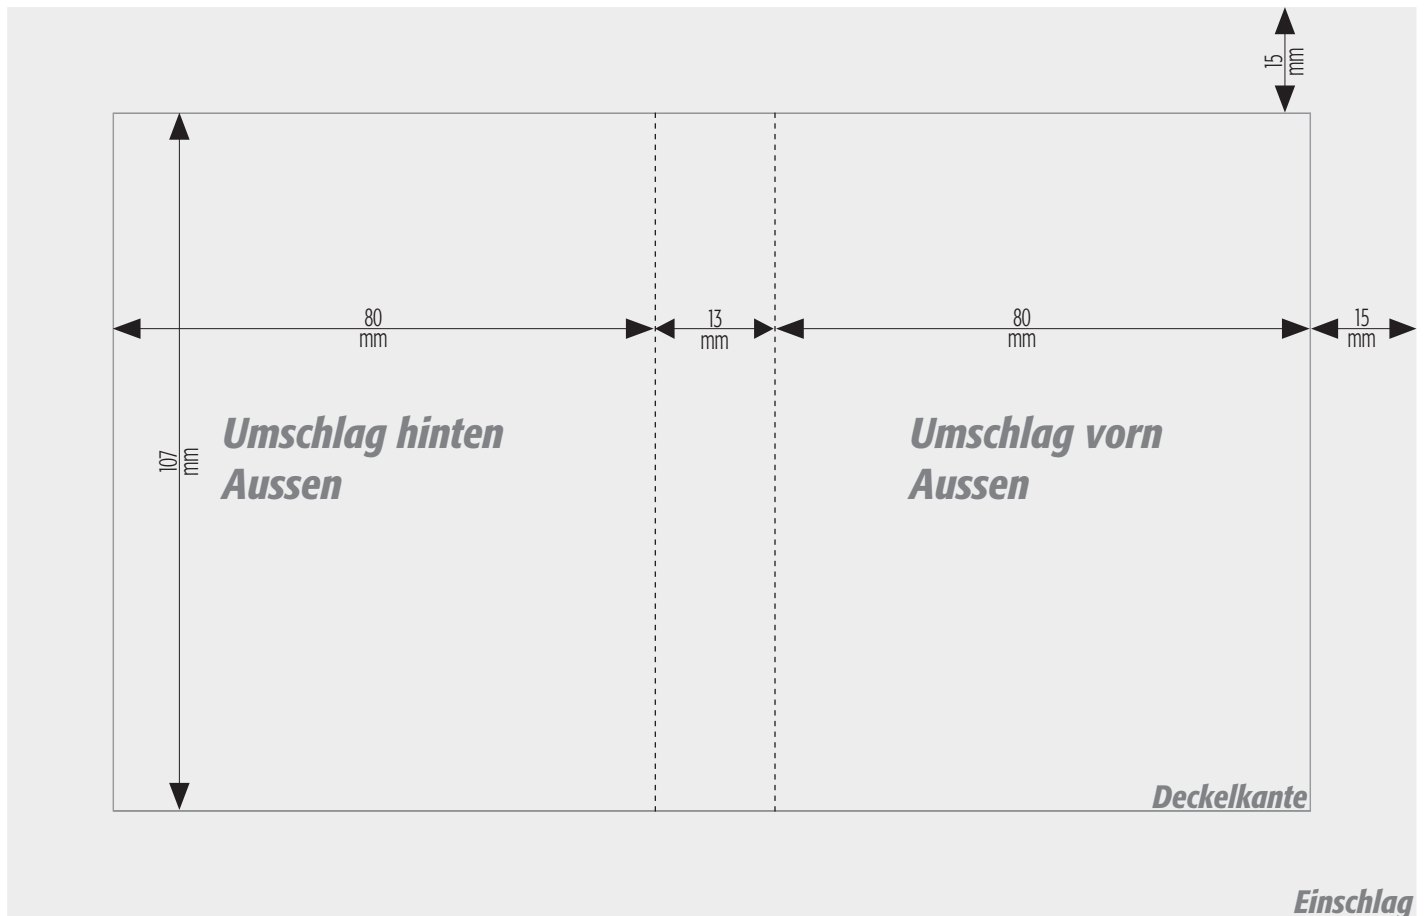 15
mm
80
mm
13
mm
80
mm
15
mm
Umschlag hinten
Aussen
107
mm
Umschlag vorn
Aussen
Deckelkante
Einschlag